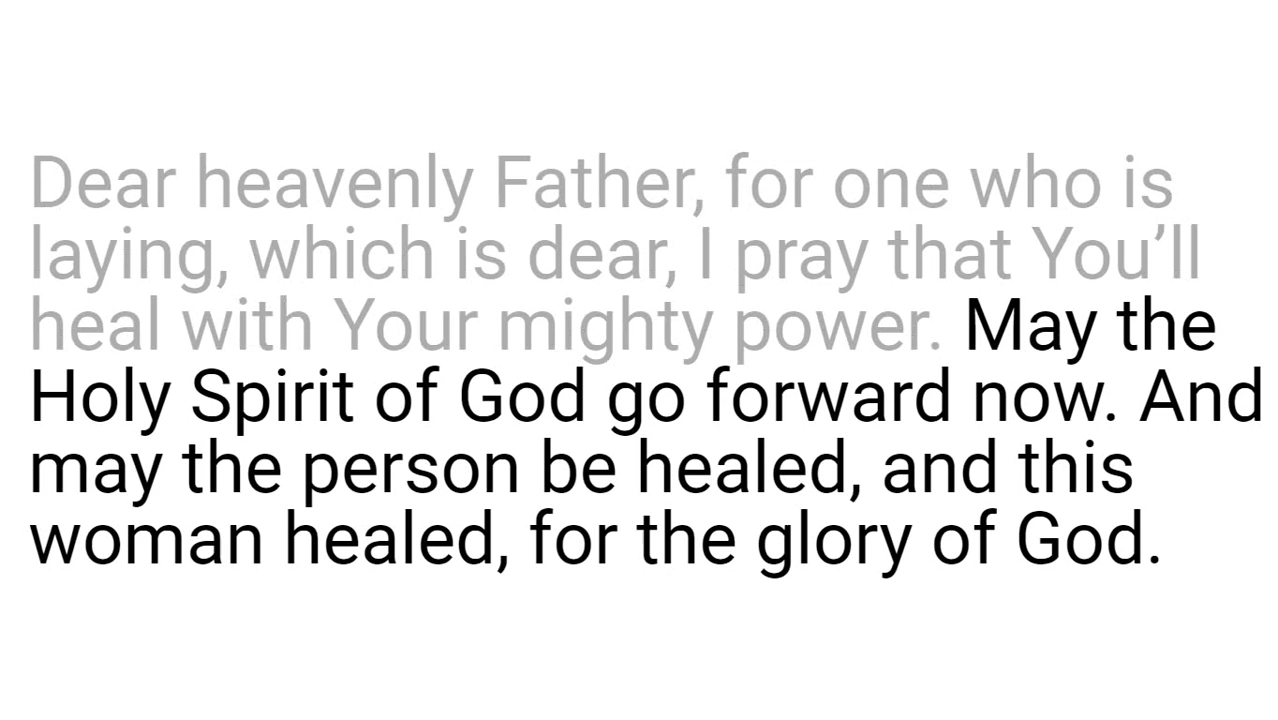 Dear heavenly Father, for one who is
laying, which is dear, I pray that You’ll
heal with Your mighty power. May the
Holy Spirit of God go forward now. And
may the person be healed, and this
woman healed, for the glory of God.